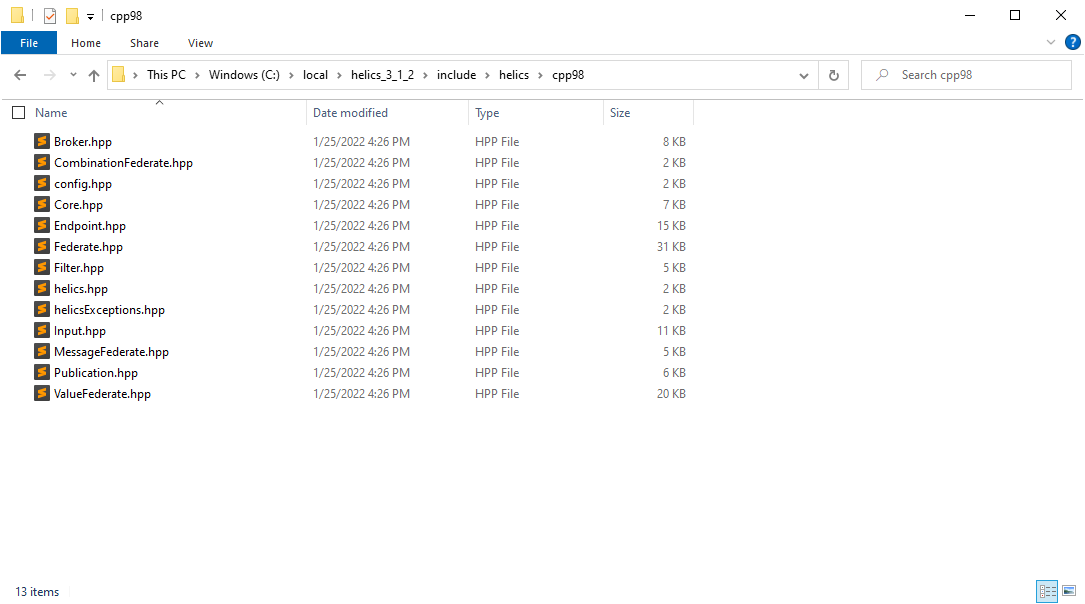 cpp98
File Home Share View
?
This PC Windows (C:) local helics_3_1_2 include helics cpp98 Search cpp98
Name Date modified Type Size
Broker.hpp 1/25/2022 4:26 PM HPP File 8 KB
CombinationFederate.hpp 1/25/2022 4:26 PM HPP File 2 KB
config.hpp 1/25/2022 4:26 PM HPP File 2 KB
Core.hpp 1/25/2022 4:26 PM HPP File 7 KB
Endpoint.hpp 1/25/2022 4:26 PM HPP File 15 KB
Federate.hpp 1/25/2022 4:26 PM HPP File 31 KB
Filter.hpp 1/25/2022 4:26 PM HPP File 5 KB
helics.hpp 1/25/2022 4:26 PM HPP File 2 KB
helicsExceptions.hpp 1/25/2022 4:26 PM HPP File 2 KB
Input.hpp 1/25/2022 4:26 PM HPP File 11 KB
MessageFederate.hpp 1/25/2022 4:26 PM HPP File 5 KB
Publication.hpp 1/25/2022 4:26 PM HPP File 6 KB
ValueFederate.hpp 1/25/2022 4:26 PM HPP File 20 KB
13 items